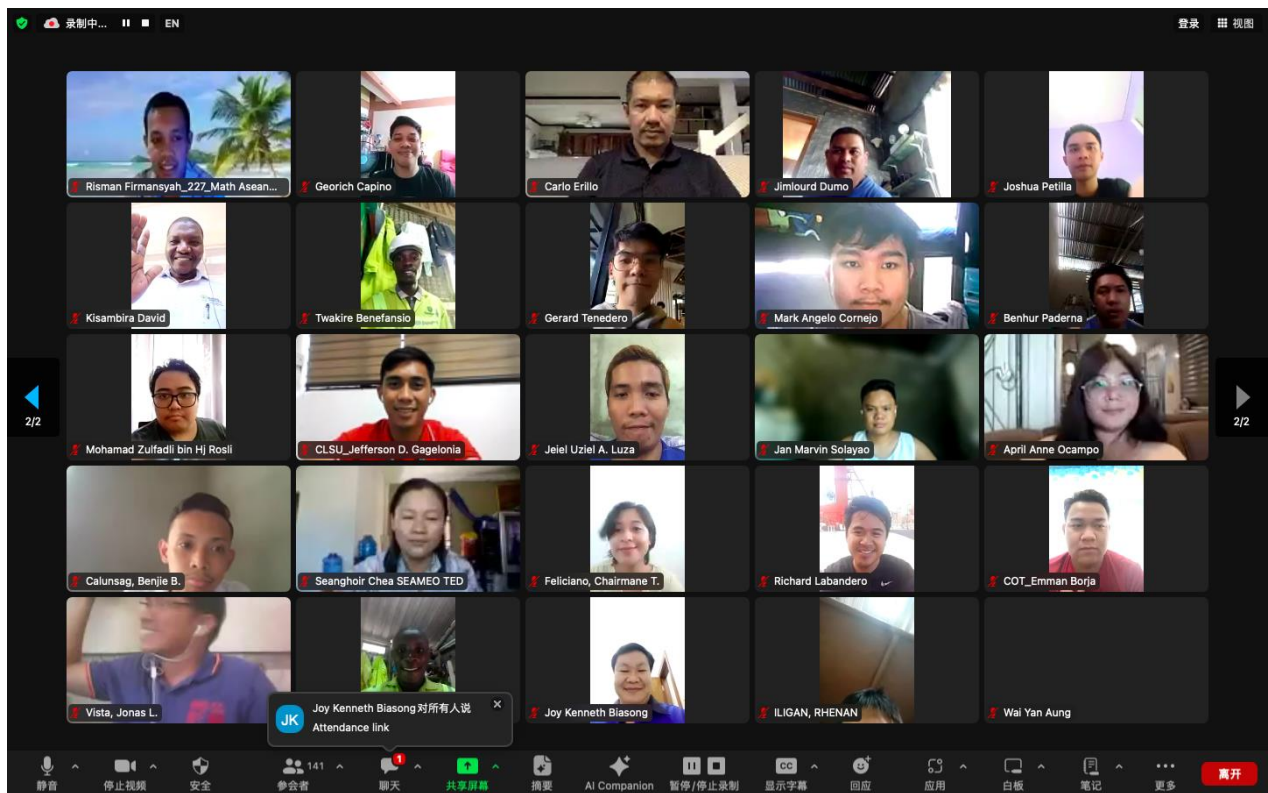 录制中... EN
登录 视图
Risman Firmansyah_227_Math Asean...
Georich Capino
Carlo Erillo
Jimlourd Dumo
Joshua Petilla
Kisambira David
Twakire Benefansio
Gerard Tenedero
Mark Angelo Cornejo
Benhur Paderna
2/2
2/2
Mohamad Zulfadli bin Hj Rosli
CLSU_Jefferson D. Gagelonia
Jeiel Uziel A. Luza
Jan Marvin Solayao
April Anne Ocampo
Calunsag, Benjie B.
Seanghoir Chea SEAMEO TED
Feliciano, Chairmane T.
Richard Labandero
COT_Emman Borja
Vista, Jonas L.
JK
Joy Kenneth Biasong对所有人说
Attendance link
Joy Kenneth Biasong
ILIGAN, RHENAN
Wai Yan Aung
静音
停止视频
安全
141
参会者
1
聊天
共享屏幕
摘要
AI Companion
暂停/停止录制
CC
显示字幕
回应
应用
白板
笔记
更多
离开